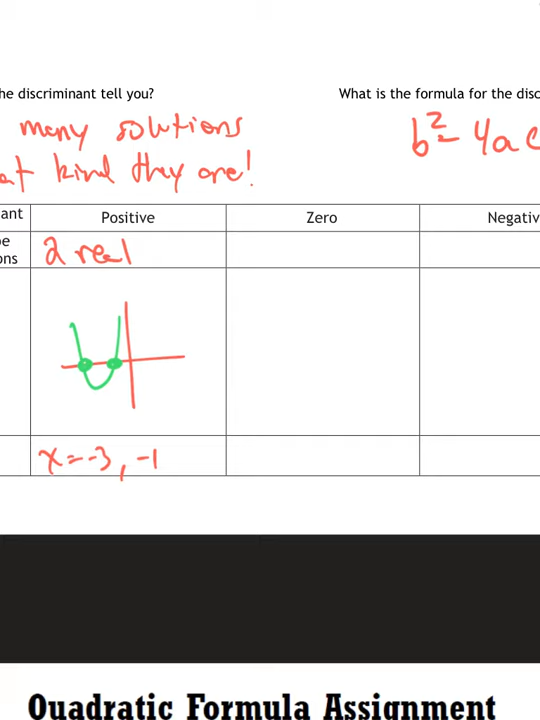 he discriminant tell you?
What is the formula for the disc
many solutions
b² - 4ac
at kind they are!
ant Positive Zero Negativ
pe 2 real
ons
x = -3, -1
Quadratic Formula Assignment